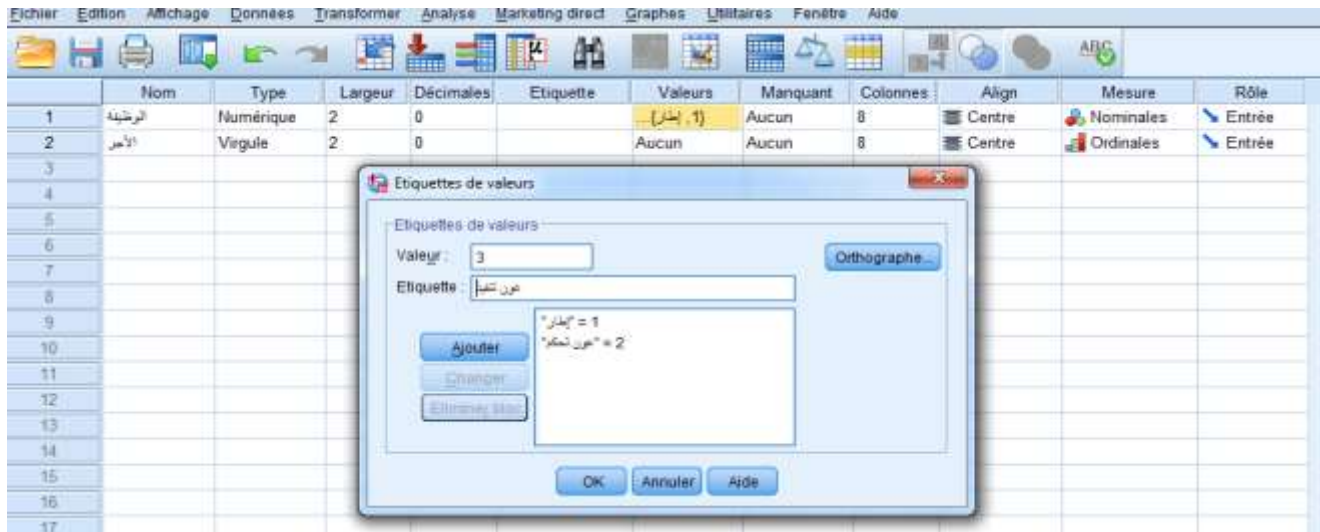 Fichier Edition Affichage Données Transformer Analyse Marketing direct Graphes Utilitaires Fenêtre Aide
Nom Type Largeur Décimales Etiquette Valeurs Manquant Colonnes Align Mesure Rôle
1 الوظيفة Numérique 2 0 {1, إطار}... Aucun 8 Centre Nominales Entrée
2 الأجر Virgule 2 0 Aucun Aucun 8 Centre Ordinales Entrée
3
4
5
6
7
8
9
10
11
12
13
14
15
16
17
Etiquettes de valeurs
Etiquettes de valeurs
Valeur : 3
Orthographe...
Etiquette : عون تنفيذ
1 = "إطار"
2 = "عون تحكم"
Ajouter
Changer
Eliminer bloc
OK Annuler Aide